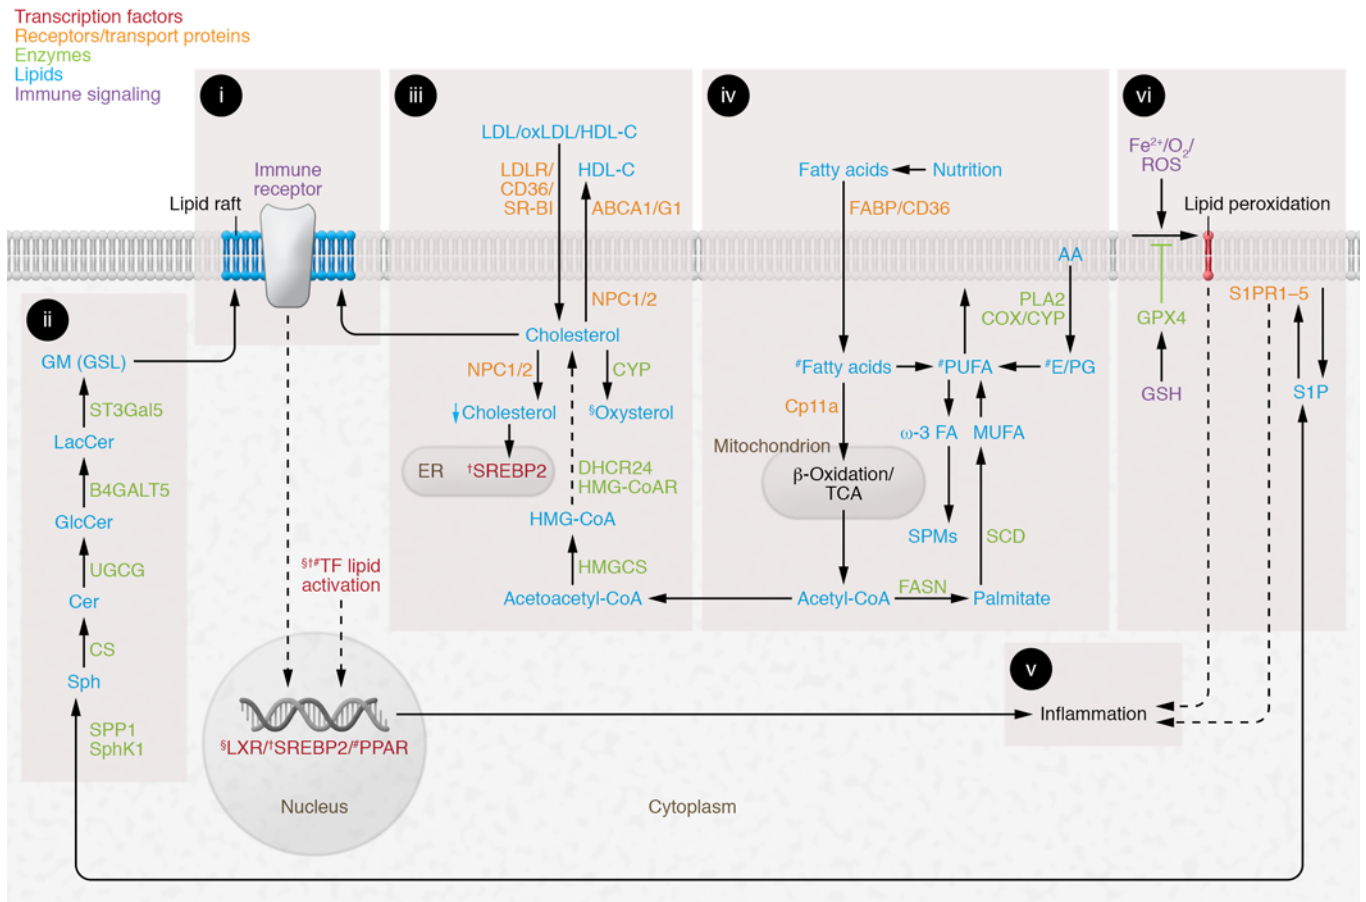 Transcription factors
Receptors/transport proteins
Enzymes
Lipids
Immune signaling
i
Immune
receptor
Lipid raft
ii
GM (GSL)
ST3Gal5
LacCer
B4GALT5
GlcCer
UGCG
Cer
CS
Sph
SPP1
SphK1
§†#TF lipid
activation
§LXR/†SREBP2/#PPAR
Nucleus
Cytoplasm
iii
LDL/oxLDL/HDL-C
LDLR/
CD36/
SR-BI
HDL-C
ABCA1/G1
NPC1/2
Cholesterol
NPC1/2
CYP
↓Cholesterol
§Oxysterol
ER
†SREBP2
DHCR24
HMG-CoAR
HMG-CoA
HMGCS
Acetoacetyl-CoA
iv
Fatty acids
Nutrition
FABP/CD36
AA
PLA2
COX/CYP
#Fatty acids
#PUFA
#E/PG
Cp11a
Mitochondrion
β-Oxidation/
TCA
ω-3 FA
MUFA
SPMs
SCD
Acetyl-CoA
FASN
Palmitate
v
Inflammation
vi
Fe2+/O2/
ROS
Lipid peroxidation
GPX4
GSH
S1PR1–5
S1P